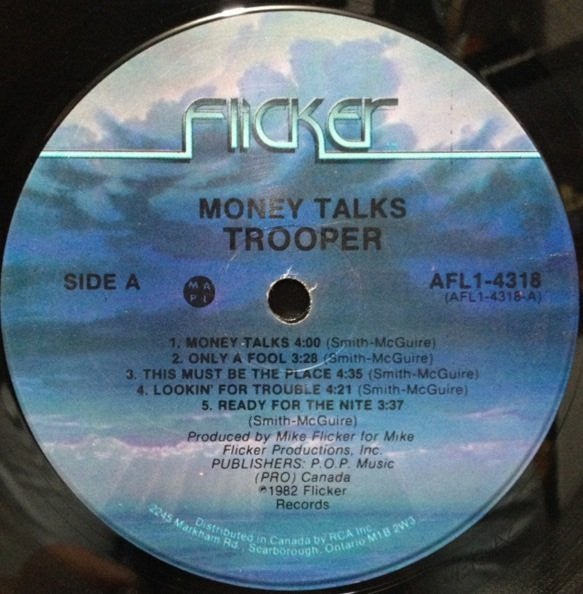 FLICKER
MONEY TALKS
TROOPER
SIDE A
M A
P L
AFL1-4318
(AFL1-4318-A)
1. MONEY TALKS 4:00 (Smith-McGuire)
2. ONLY A FOOL 3:28 (Smith-McGuire)
3. THIS MUST BE THE PLACE 4:35 (Smith-McGuire)
4. LOOKIN' FOR TROUBLE 4:21 (Smith-McGuire)
5. READY FOR THE NITE 3:37
(Smith-McGuire)
Produced by Mike Flicker for Mike
Flicker Productions, Inc.
PUBLISHERS: P.O.P. Music
(PRO) Canada
℗1982 Flicker
Records
Distributed in Canada by RCA Inc.
2245 Markham Rd., Scarborough, Ontario M1B 2W3